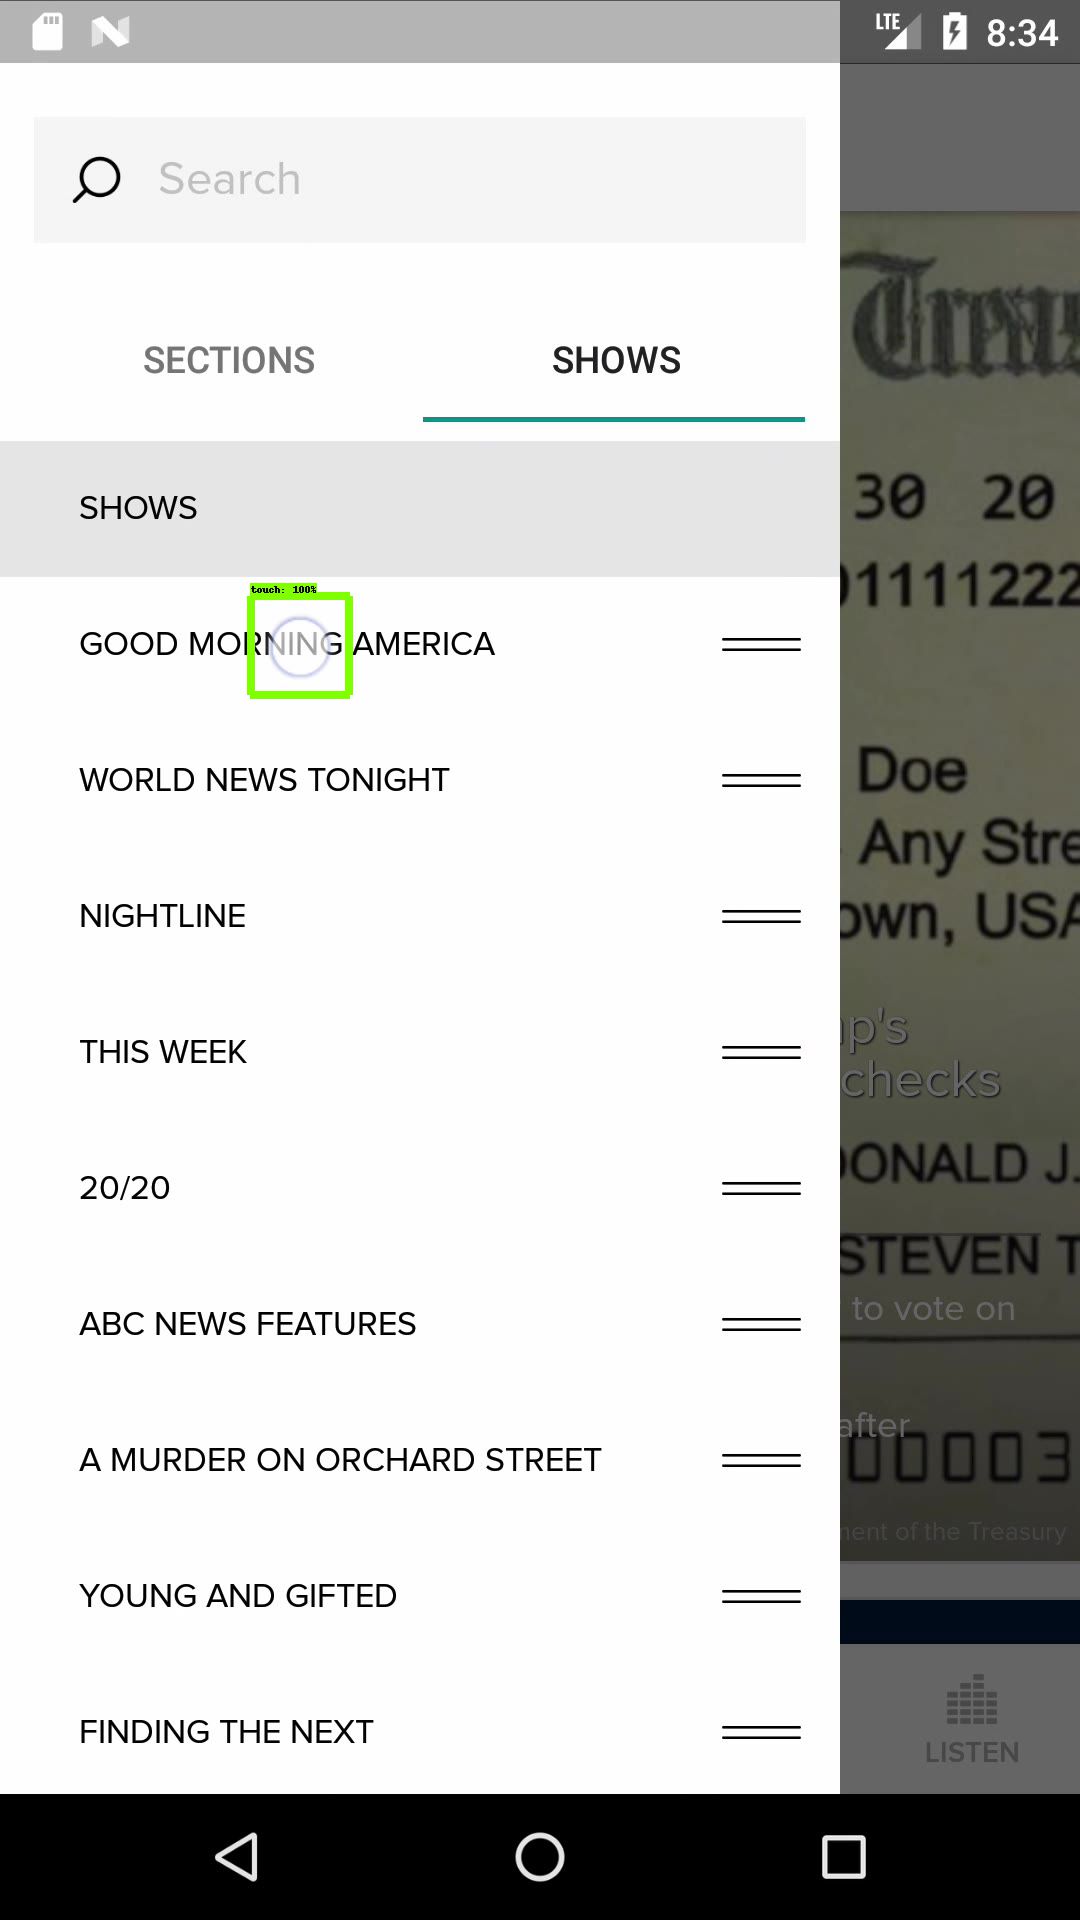 LTE 8:34
Search
SECTIONS SHOWS
SHOWS
touch: 100%
GOOD MORNING AMERICA
WORLD NEWS TONIGHT
NIGHTLINE
THIS WEEK
20/20
ABC NEWS FEATURES
A MURDER ON ORCHARD STREET
YOUNG AND GIFTED
FINDING THE NEXT
30 20
01111222
Doe
Any Stre
own, USA
p's
checks
DONALD J.
STEVEN T
to vote on
after
00003
ment of the Treasury
LISTEN